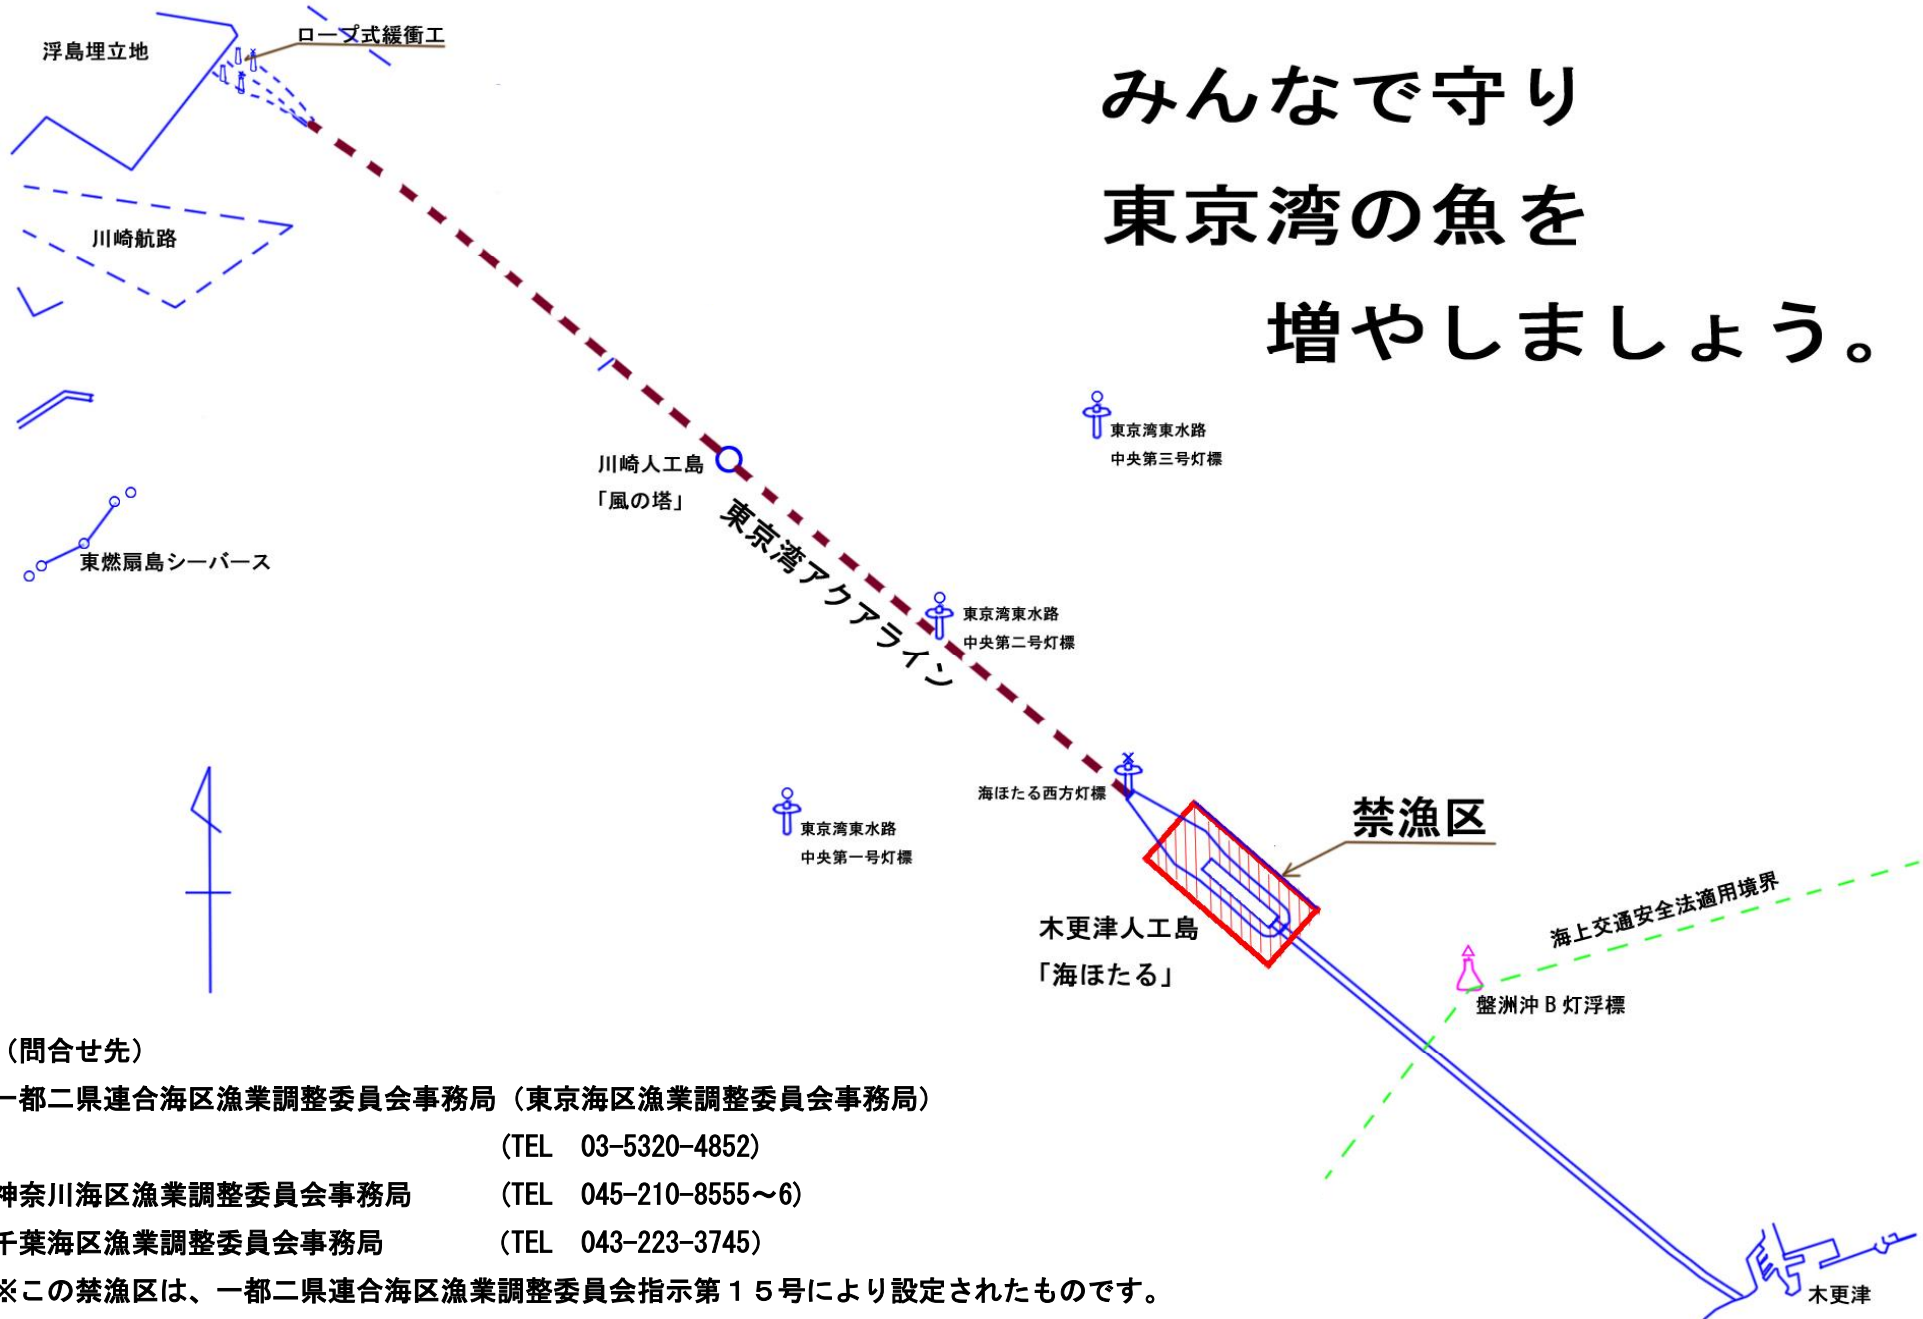 浮島埋立地
ロープ式緩衝工
みんなで守り
東京湾の魚を
増やしましょう。
川崎航路
東京湾東水路
中央第三号灯標
川崎人工島
「風の塔」
東京湾アクアライン
東燃扇島シーバース
東京湾東水路
中央第二号灯標
海ほたる西方灯標
禁漁区
東京湾東水路
中央第一号灯標
木更津人工島
「海ほたる」
海上交通安全法適用境界
盤洲沖B灯浮標
（問合せ先）
一都二県連合海区漁業調整委員会事務局（東京海区漁業調整委員会事務局）
(TEL　03-5320-4852)
神奈川海区漁業調整委員会事務局　(TEL　045-210-8555～6)
千葉海区漁業調整委員会事務局　(TEL　043-223-3745)
※この禁漁区は、一都二県連合海区漁業調整委員会指示第１５号により設定されたものです。
木更津